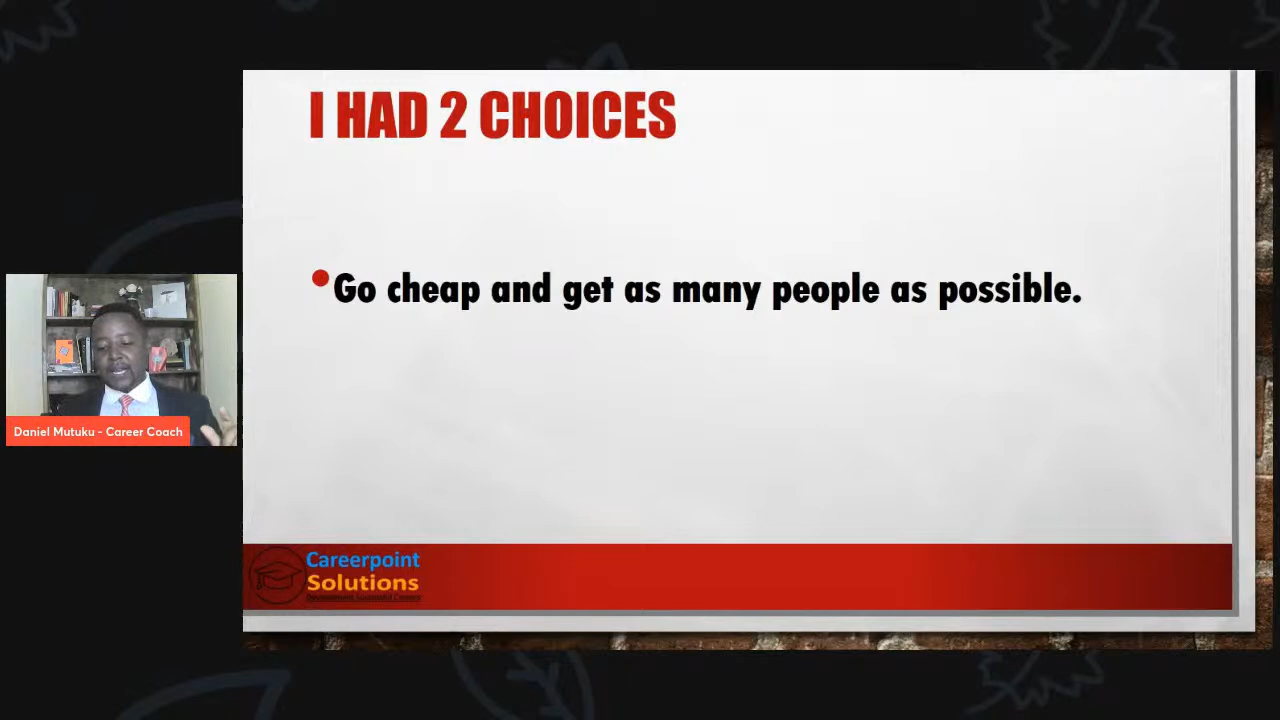 I HAD 2 CHOICES
Go cheap and get as many people as possible.
Daniel Mutuku - Career Coach
Careerpoint
Solutions